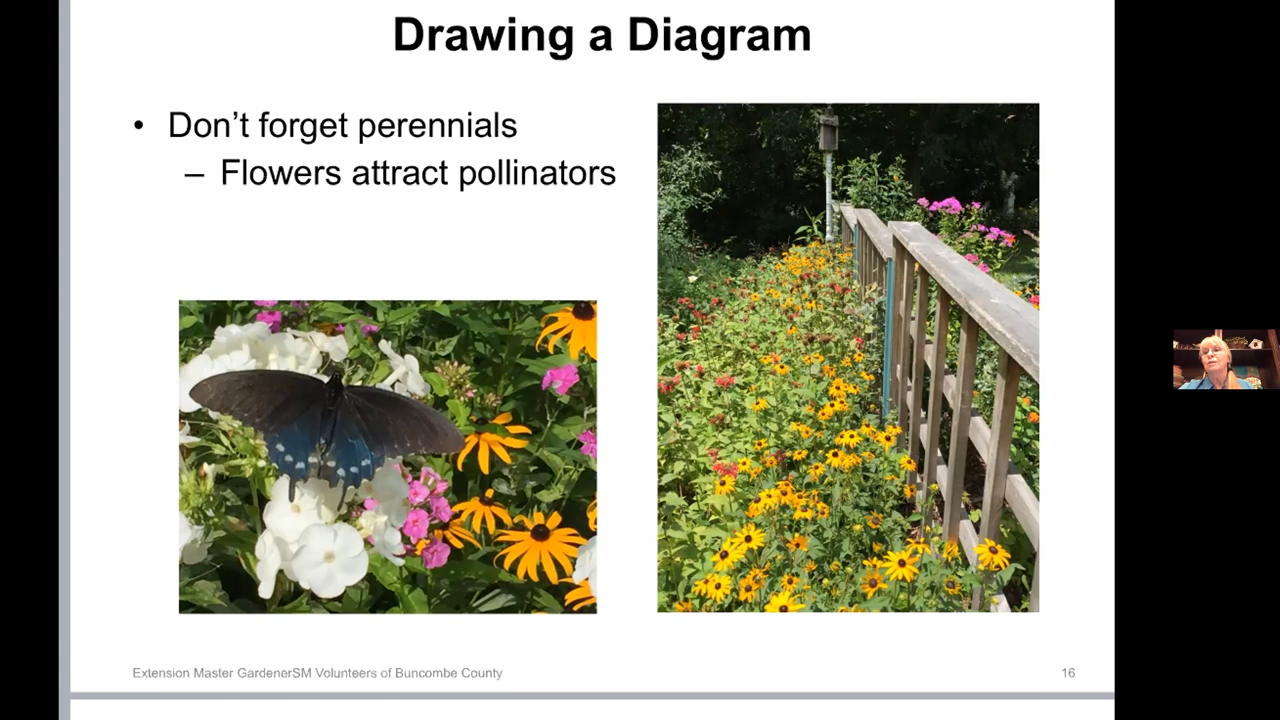 Drawing a Diagram
• Don’t forget perennials
– Flowers attract pollinators
Extension Master GardenerSM Volunteers of Buncombe County
16